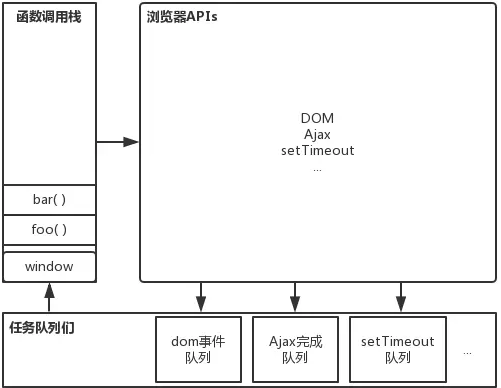 函数调用栈
浏览器APIs
DOM
Ajax
setTimeout
...
bar( )
foo( )
window
任务队列们
dom事件
队列
Ajax完成
队列
setTimeout
队列
...